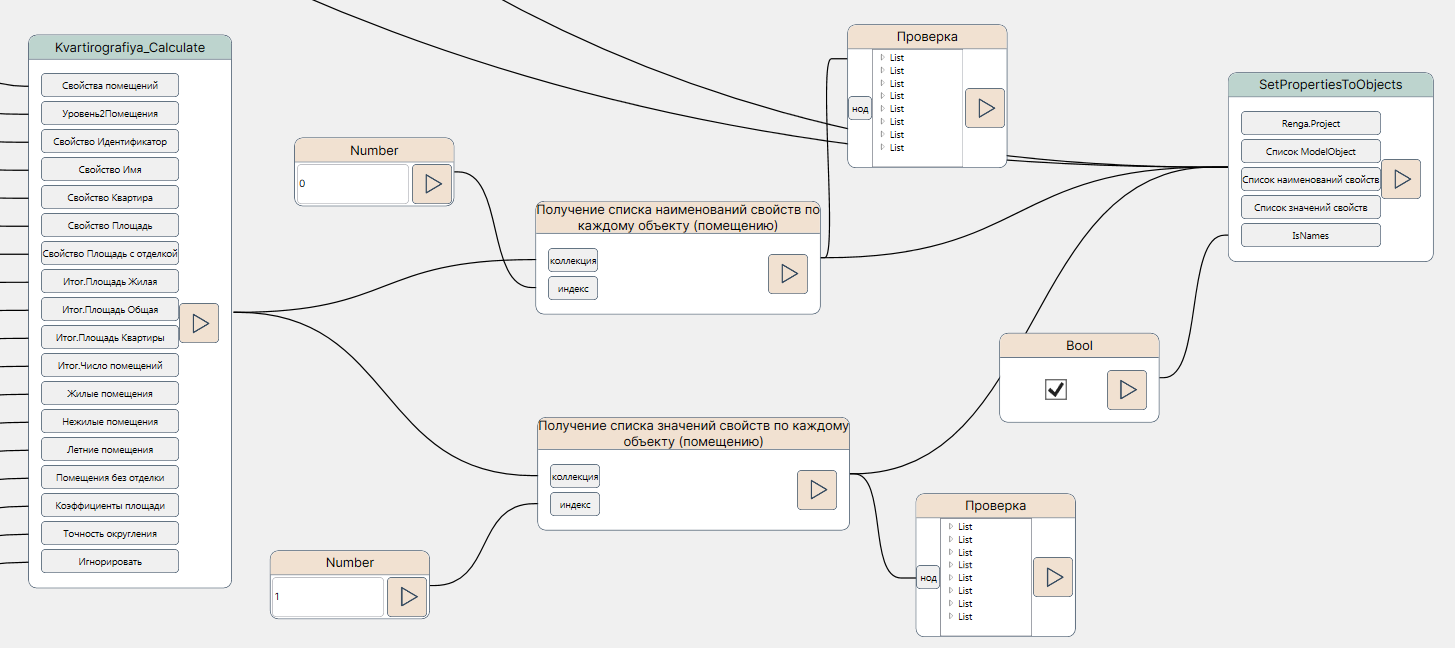 Kvartirografiya_Calculate
Свойства помещений
Уровень2Помещения
Свойство Идентификатор
Свойство Имя
Свойство Квартира
Свойство Площадь
Свойство Площадь с отделкой
Итог.Площадь Жилая
Итог.Площадь Общая
Итог.Площадь Квартиры
Итог.Число помещений
Жилые помещения
Нежилые помещения
Летние помещения
Помещения без отделки
Коэффициенты площади
Точность округления
Игнорировать
Number
0
Получение списка наименований свойств по
каждому объекту (помещению)
коллекция
индекс
Number
1
Получение списка значений свойств по каждому
объекту (помещению)
коллекция
индекс
Проверка
нод
List
List
List
List
List
List
List
List
Bool
Проверка
нод
List
List
List
List
List
List
List
List
SetPropertiesToObjects
Renga.Project
Список ModelObject
Список наименований свойств
Список значений свойств
IsNames